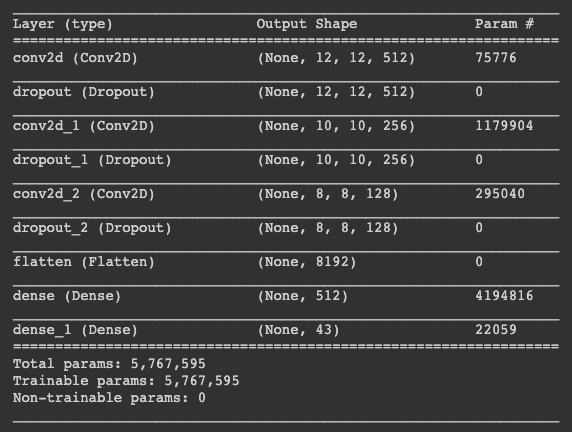 Layer (type) Output Shape Param #
=================================================================
conv2d (Conv2D) (None, 12, 12, 512) 75776
dropout (Dropout) (None, 12, 12, 512) 0
conv2d_1 (Conv2D) (None, 10, 10, 256) 1179904
dropout_1 (Dropout) (None, 10, 10, 256) 0
conv2d_2 (Conv2D) (None, 8, 8, 128) 295040
dropout_2 (Dropout) (None, 8, 8, 128) 0
flatten (Flatten) (None, 8192) 0
dense (Dense) (None, 512) 4194816
dense_1 (Dense) (None, 43) 22059
=================================================================
Total params: 5,767,595
Trainable params: 5,767,595
Non-trainable params: 0